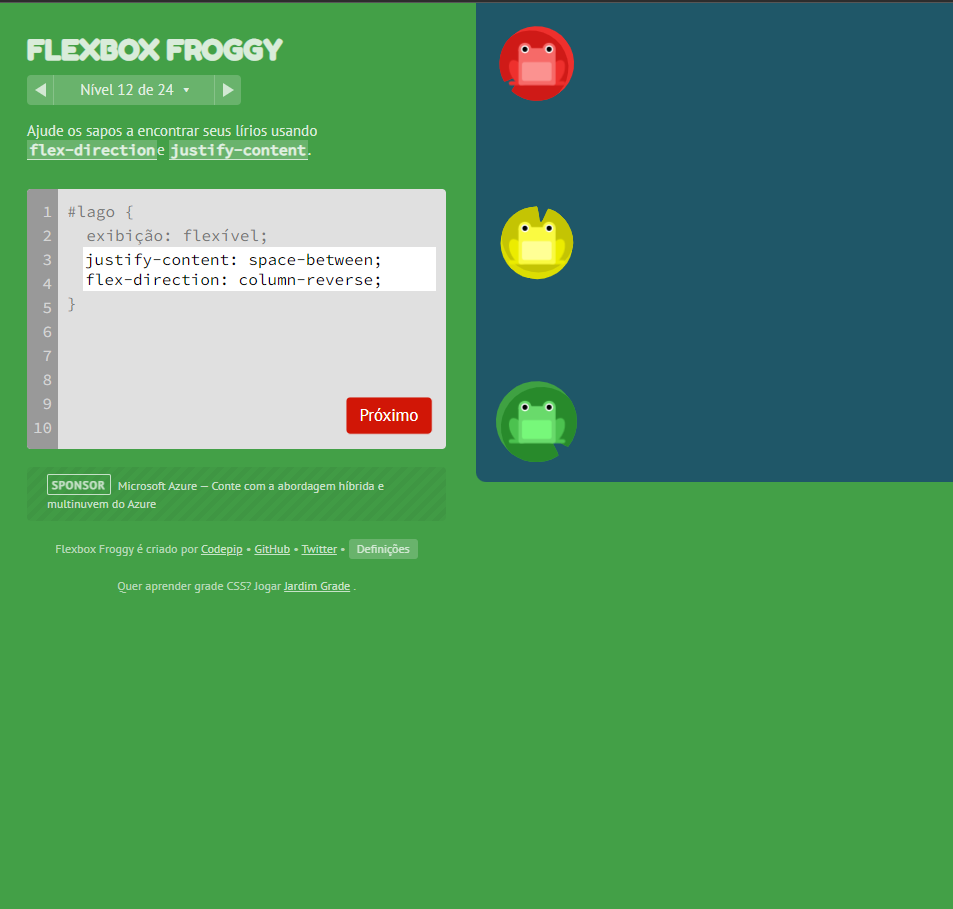 FLEXBOX FROGGY
Nível 12 de 24
Ajude os sapos a encontrar seus lírios usando
flex-directione justify-content.
1 #lago {
2 exibição: flexível;
3 justify-content: space-between;
4 flex-direction: column-reverse;
5 }
6
7
8
9
10
Próximo
SPONSOR Microsoft Azure — Conte com a abordagem híbrida e
multinuvem do Azure
Flexbox Froggy é criado por Codepip • GitHub • Twitter • Definições
Quer aprender grade CSS? Jogar Jardim Grade .